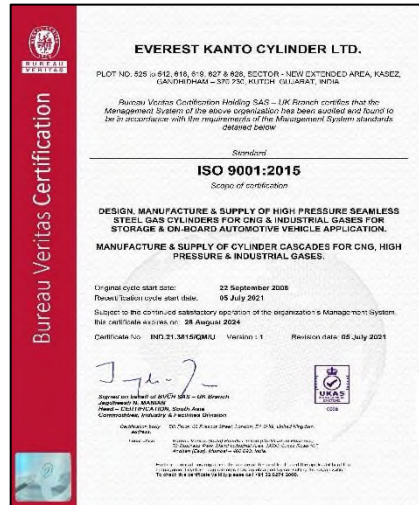 BUREAU
VERITAS
Bureau Veritas Certification
EVEREST KANTO CYLINDER LTD.
PLOT NO. 525 to 542, 618, 619, 627 & 628, SECTOR - NEW EXTENDED AREA, KASEZ,
GANDHIDHAM – 370 230, KUTCH, GUJARAT, INDIA
Bureau Veritas Certification Holding SAS – UK Branch certifies that the
Management System of the above organization has been audited and found to
be in accordance with the requirements of the Management System standards
detailed below
Standard
ISO 9001:2015
Scope of certification
DESIGN, MANUFACTURE & SUPPLY OF HIGH PRESSURE SEAMLESS
STEEL GAS CYLINDERS FOR CNG & INDUSTRIAL GASES FOR
STORAGE & ON-BOARD AUTOMOTIVE VEHICLE APPLICATION.
MANUFACTURE & SUPPLY OF CYLINDER CASCADES FOR CNG, HIGH
PRESSURE & INDUSTRIAL GASES.
Original cycle start date: 22 September 2008
Recertification cycle start date: 05 July 2021
Subject to the continued satisfactory operation of the organization's Management System,
this certificate expires on: 28 August 2024
Certificate No. IND.21.3815/QM/U Version : 1 Revision date: 05 July 2021
Signed on behalf of BVCH SAS – UK Branch
Jagdheesh N. MANIAN
Head – CERTIFICATION, South Asia
Commodities, Industry & Facilities Division
UKAS
MANAGEMENT
SYSTEMS
0008
Certification body
address: